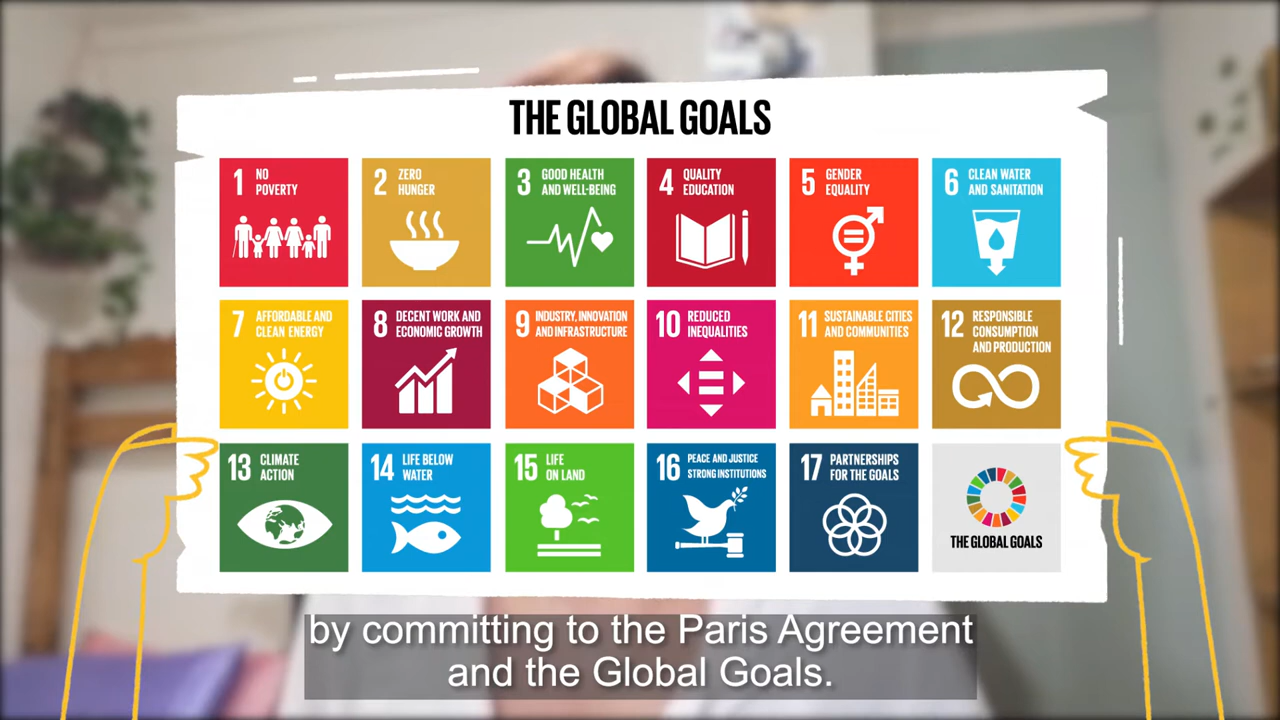 THE GLOBAL GOALS
1 NO
POVERTY
2 ZERO
HUNGER
3 GOOD HEALTH
AND WELL-BEING
4 QUALITY
EDUCATION
5 GENDER
EQUALITY
6 CLEAN WATER
AND SANITATION
7 AFFORDABLE AND
CLEAN ENERGY
8 DECENT WORK AND
ECONOMIC GROWTH
9 INDUSTRY, INNOVATION
AND INFRASTRUCTURE
10 REDUCED
INEQUALITIES
11 SUSTAINABLE CITIES
AND COMMUNITIES
12 RESPONSIBLE
CONSUMPTION
AND PRODUCTION
13 CLIMATE
ACTION
14 LIFE BELOW
WATER
15 LIFE
ON LAND
16 PEACE AND JUSTICE
STRONG INSTITUTIONS
17 PARTNERSHIPS
FOR THE GOALS
THE GLOBAL GOALS
by committing to the Paris Agreement
and the Global Goals.